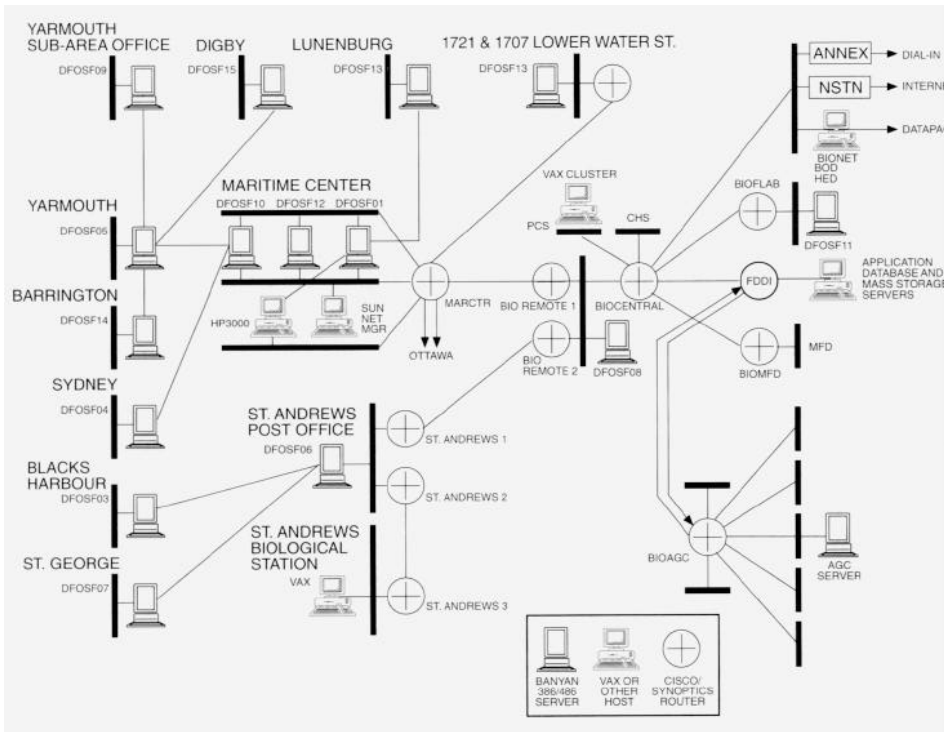 YARMOUTH
SUB-AREA OFFICE
DFOSF09
DIGBY
DFOSF15
LUNENBURG
DFOSF13
1721 & 1707 LOWER WATER ST.
DFOSF13
ANNEX
DIAL-IN
NSTN
INTERNE
DATAPAC
BIONET
BOD
HED
VAX CLUSTER
PCS
CHS
BIOFLAB
DFOSF11
YARMOUTH
DFOSF05
MARITIME CENTER
DFOSF10
DFOSF12
DFOSF01
BARRINGTON
DFOSF14
HP3000
SUN
NET
MGR
MARCTR
OTTAWA
BIO REMOTE 1
BIO
REMOTE 2
DFOSF08
BIOCENTRAL
FDDI
APPLICATION
DATABASE AND
MASS STORAGE
SERVERS
BIOMFD
MFD
SYDNEY
DFOSF04
ST. ANDREWS
POST OFFICE
DFOSF06
ST. ANDREWS 1
ST. ANDREWS 2
BLACKS
HARBOUR
DFOSF03
ST. GEORGE
DFOSF07
ST. ANDREWS
BIOLOGICAL
STATION
VAX
ST. ANDREWS 3
BIOAGC
AGC
SERVER
BANYAN
386/486
SERVER
VAX OR
OTHER
HOST
CISCO/
SYNOPTICS
ROUTER